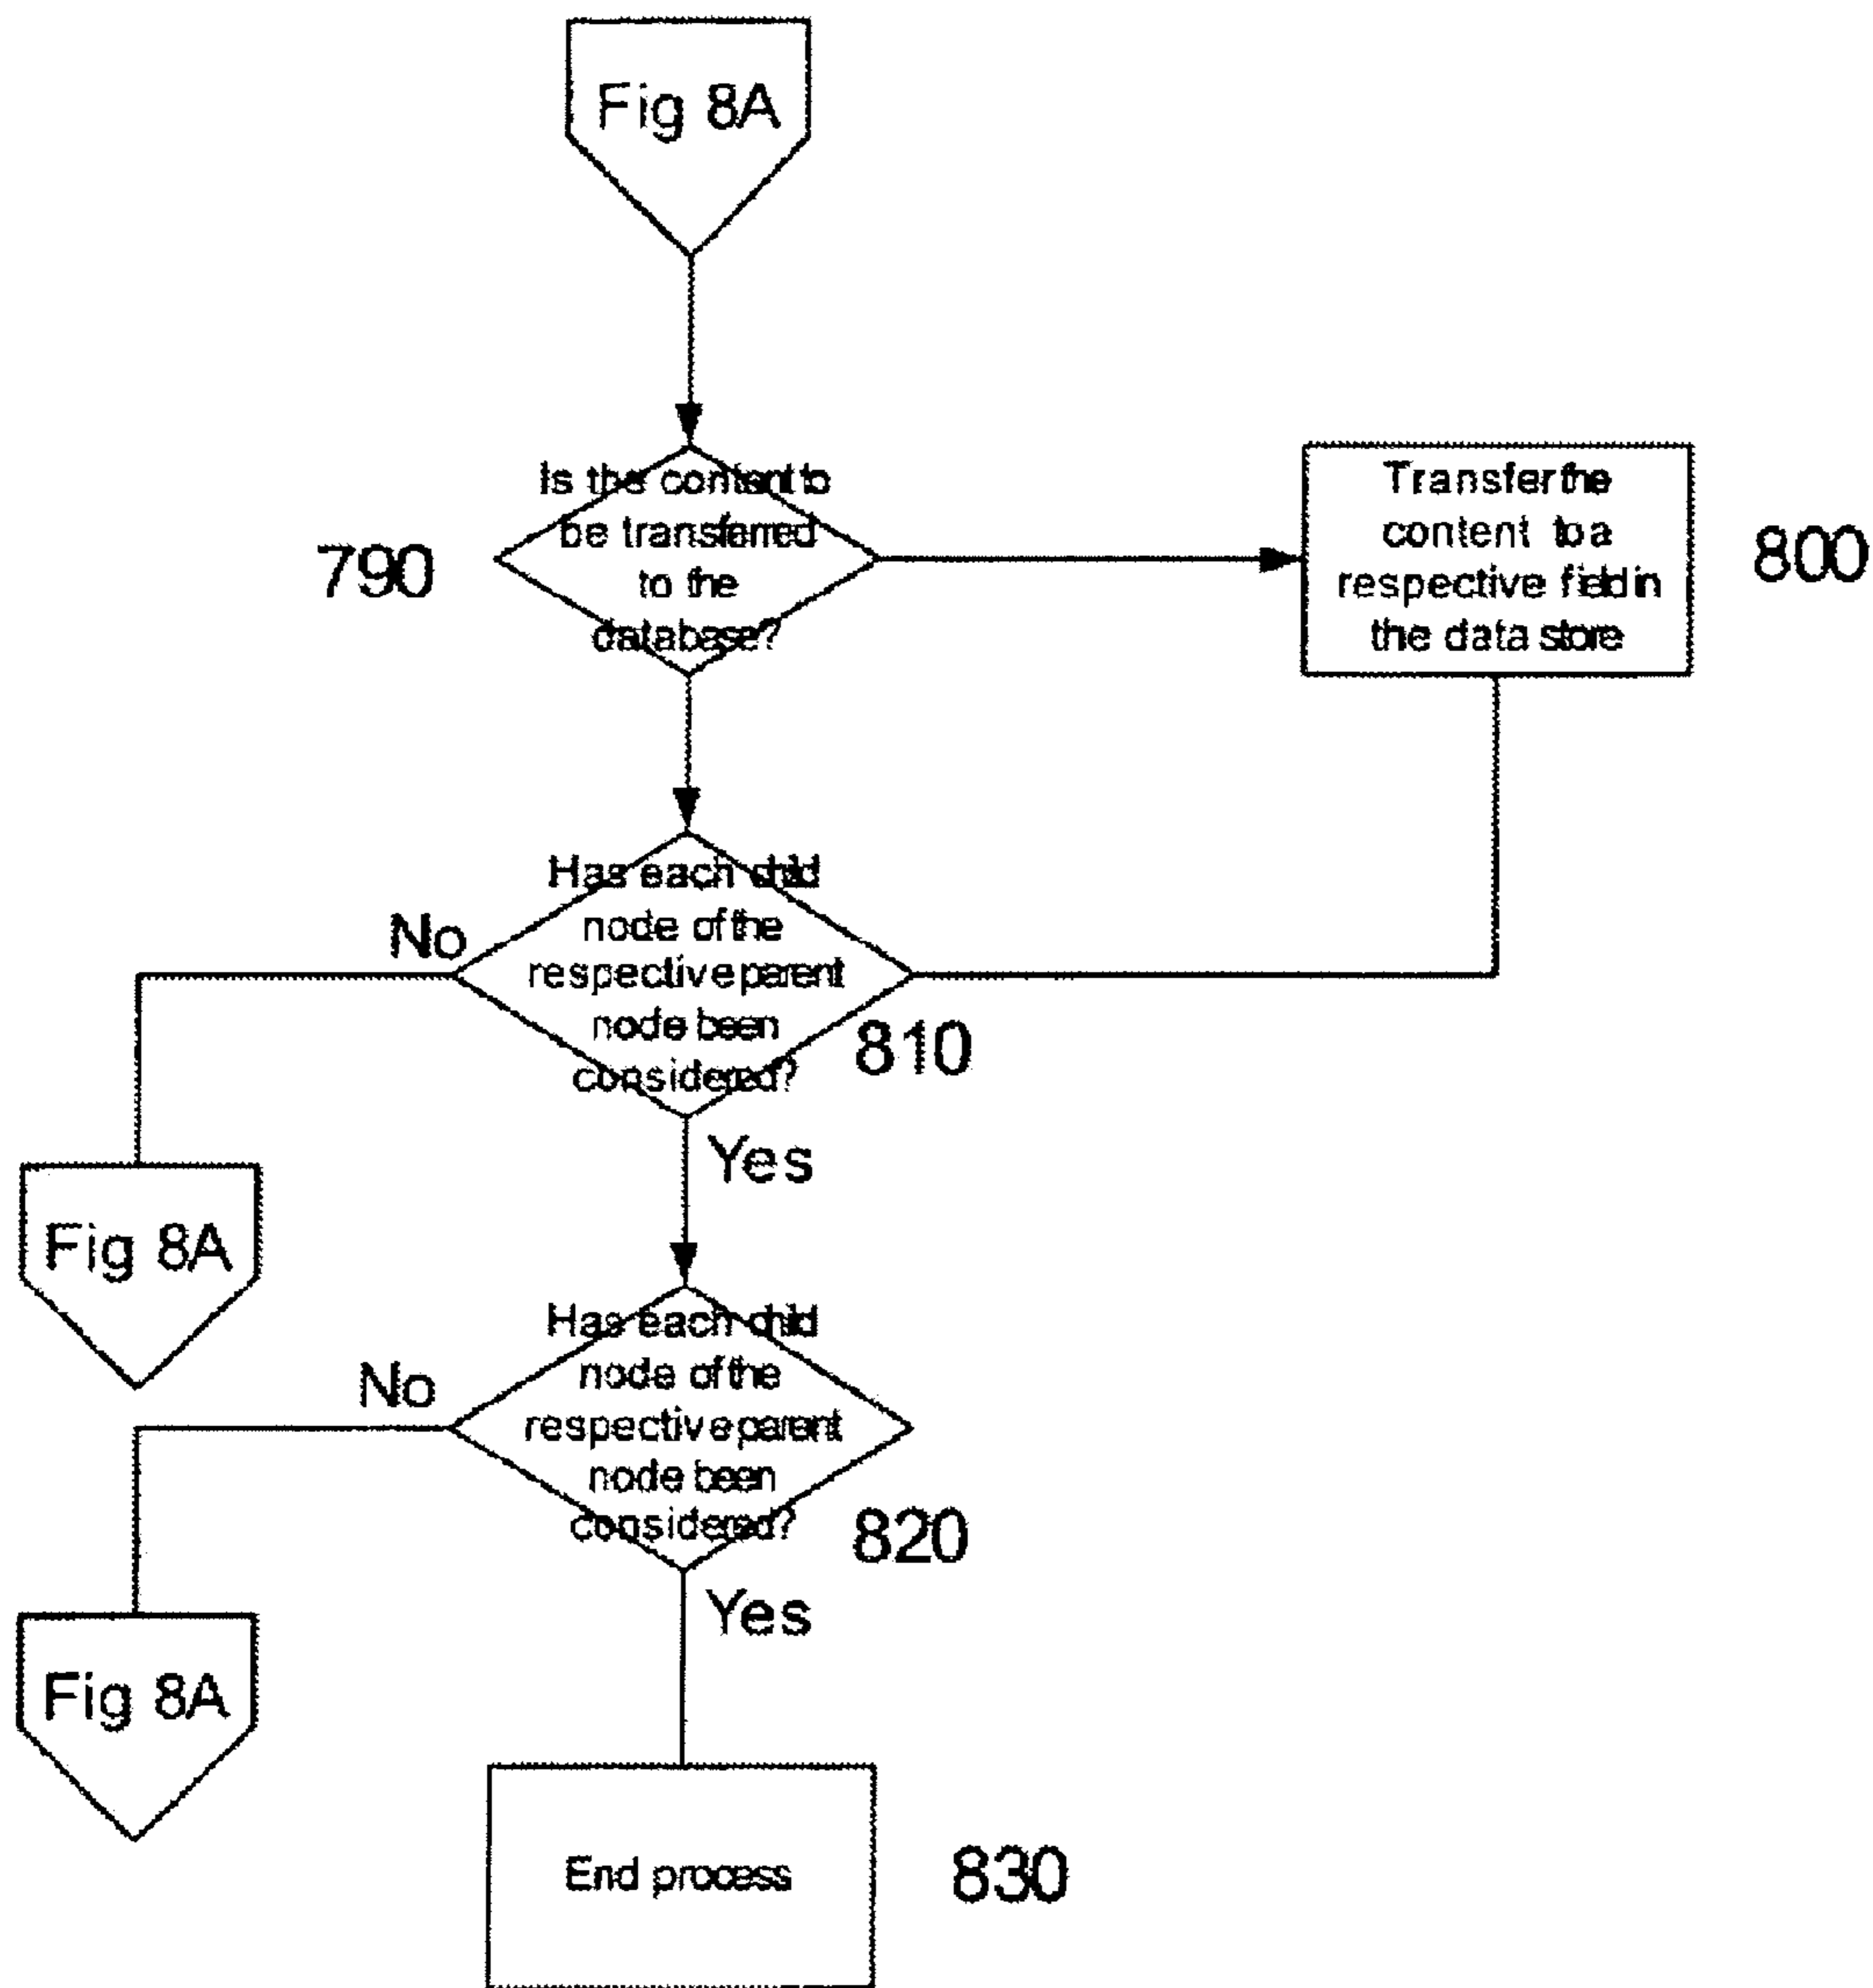 Fig 8A
Is the content to
be transferred
to the
database?
790
Transfer the
content to a
respective field in
the data store
800
Has each child
node of the
respective parent
node been
considered?
No
810
Yes
Fig 8A
Has each child
node of the
respective parent
node been
considered?
No
820
Yes
Fig 8A
End process
830